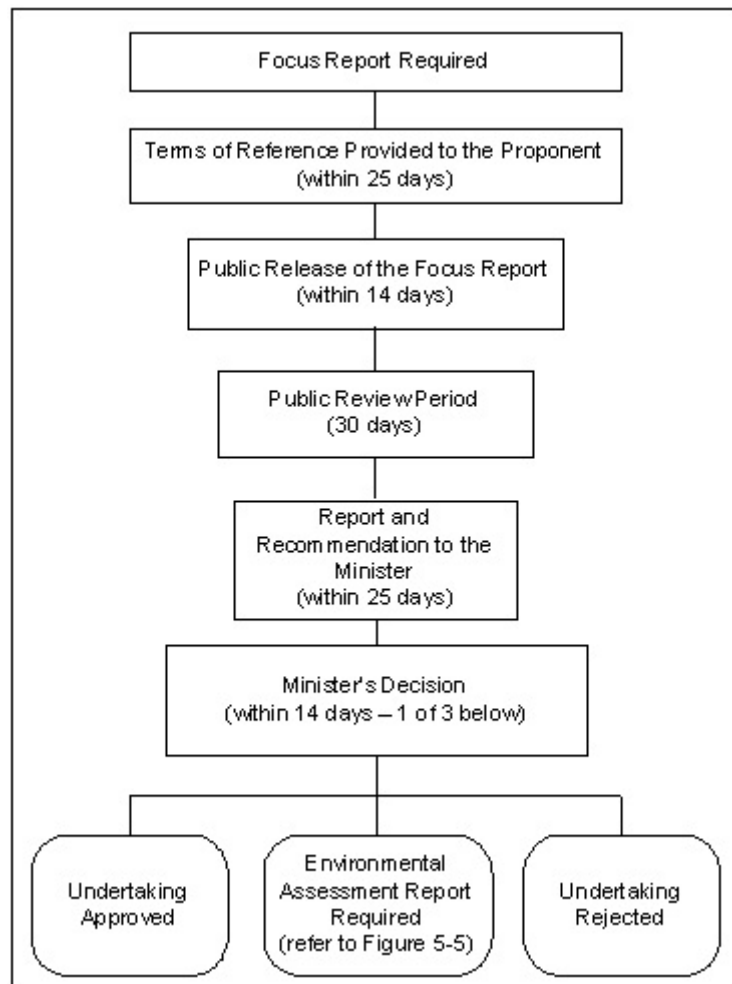 Focus Report Required
Terms of Reference Provided to the Proponent
(within 25 days)
Public Release of the Focus Report
(within 14 days)
Public Review Period
(30 days)
Report and
Recommendation to the
Minister
(within 25 days)
Minister's Decision
(within 14 days – 1 of 3 below)
Undertaking
Approved
Environmental
Assessment Report
Required
(refer to Figure 5-5)
Undertaking
Rejected